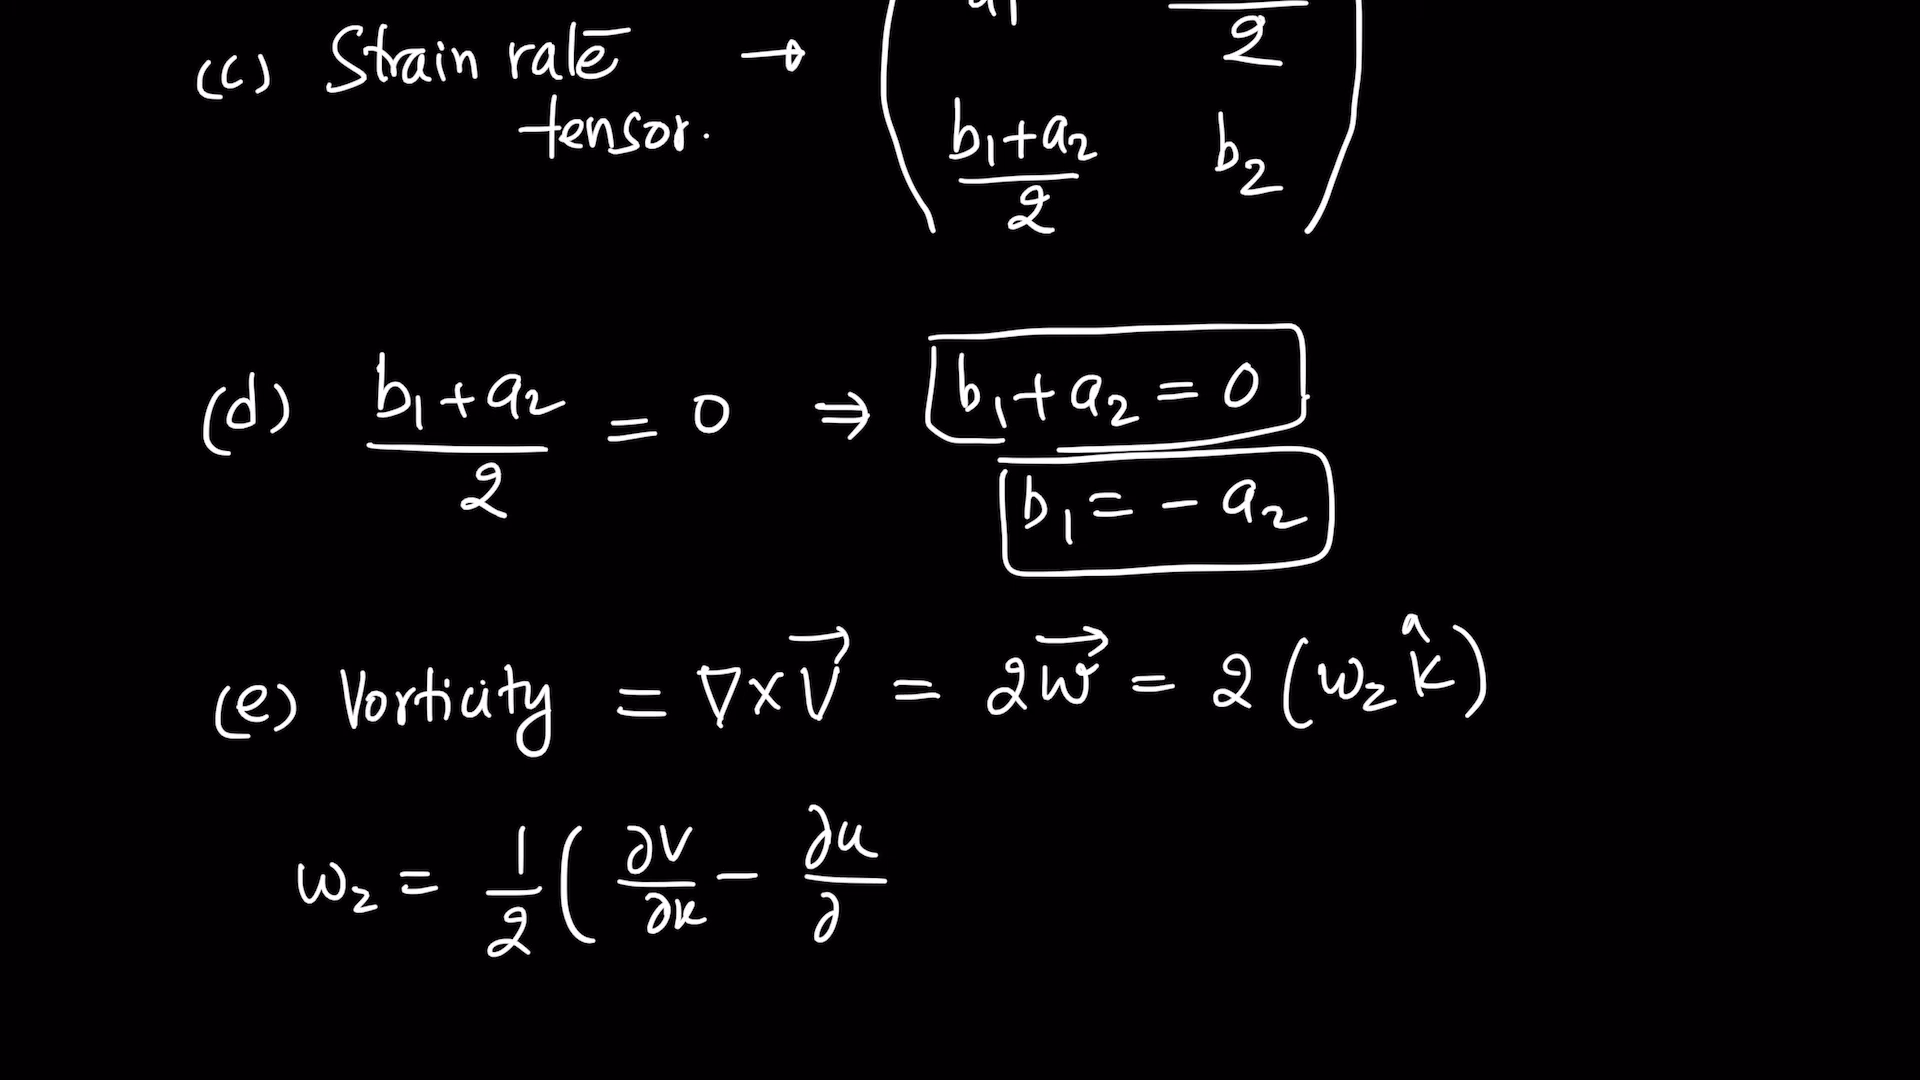 (c) Strain rate → ( a₁ / 2
tensor. (b₁+a₂)/2 b₂ )
(d) (b₁+a₂)/2 = 0 ⇒ b₁+a₂ = 0
b₁ = - a₂
(e) Vorticity = ∇×V⃗ = 2w⃗ = 2 (w_z k̂)
w_z = 1/2 ( ∂v/∂x - ∂u/∂